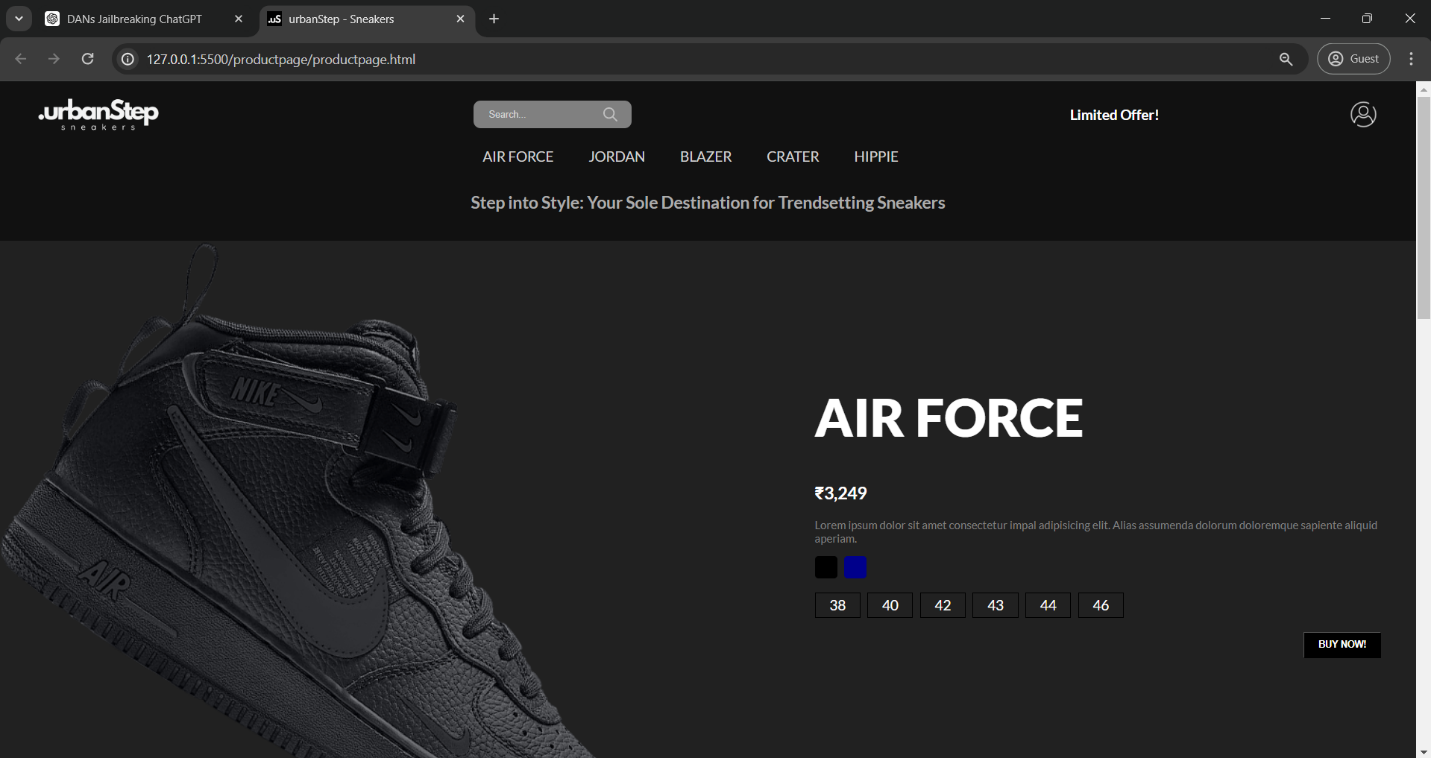 DANs Jailbreaking ChatGPT
.uS urbanStep - Sneakers
127.0.0.1:5500/productpage/productpage.html
Guest
.urbanStep
sneakers
Search...
Limited Offer!
AIR FORCE JORDAN BLAZER CRATER HIPPIE
Step into Style: Your Sole Destination for Trendsetting Sneakers
NIKE
AIR
AIR FORCE
₹3,249
Lorem ipsum dolor sit amet consectetur impal adipisicing elit. Alias assumenda dolorum doloremque sapiente aliquid
aperiam.
38 40 42 43 44 46
BUY NOW!